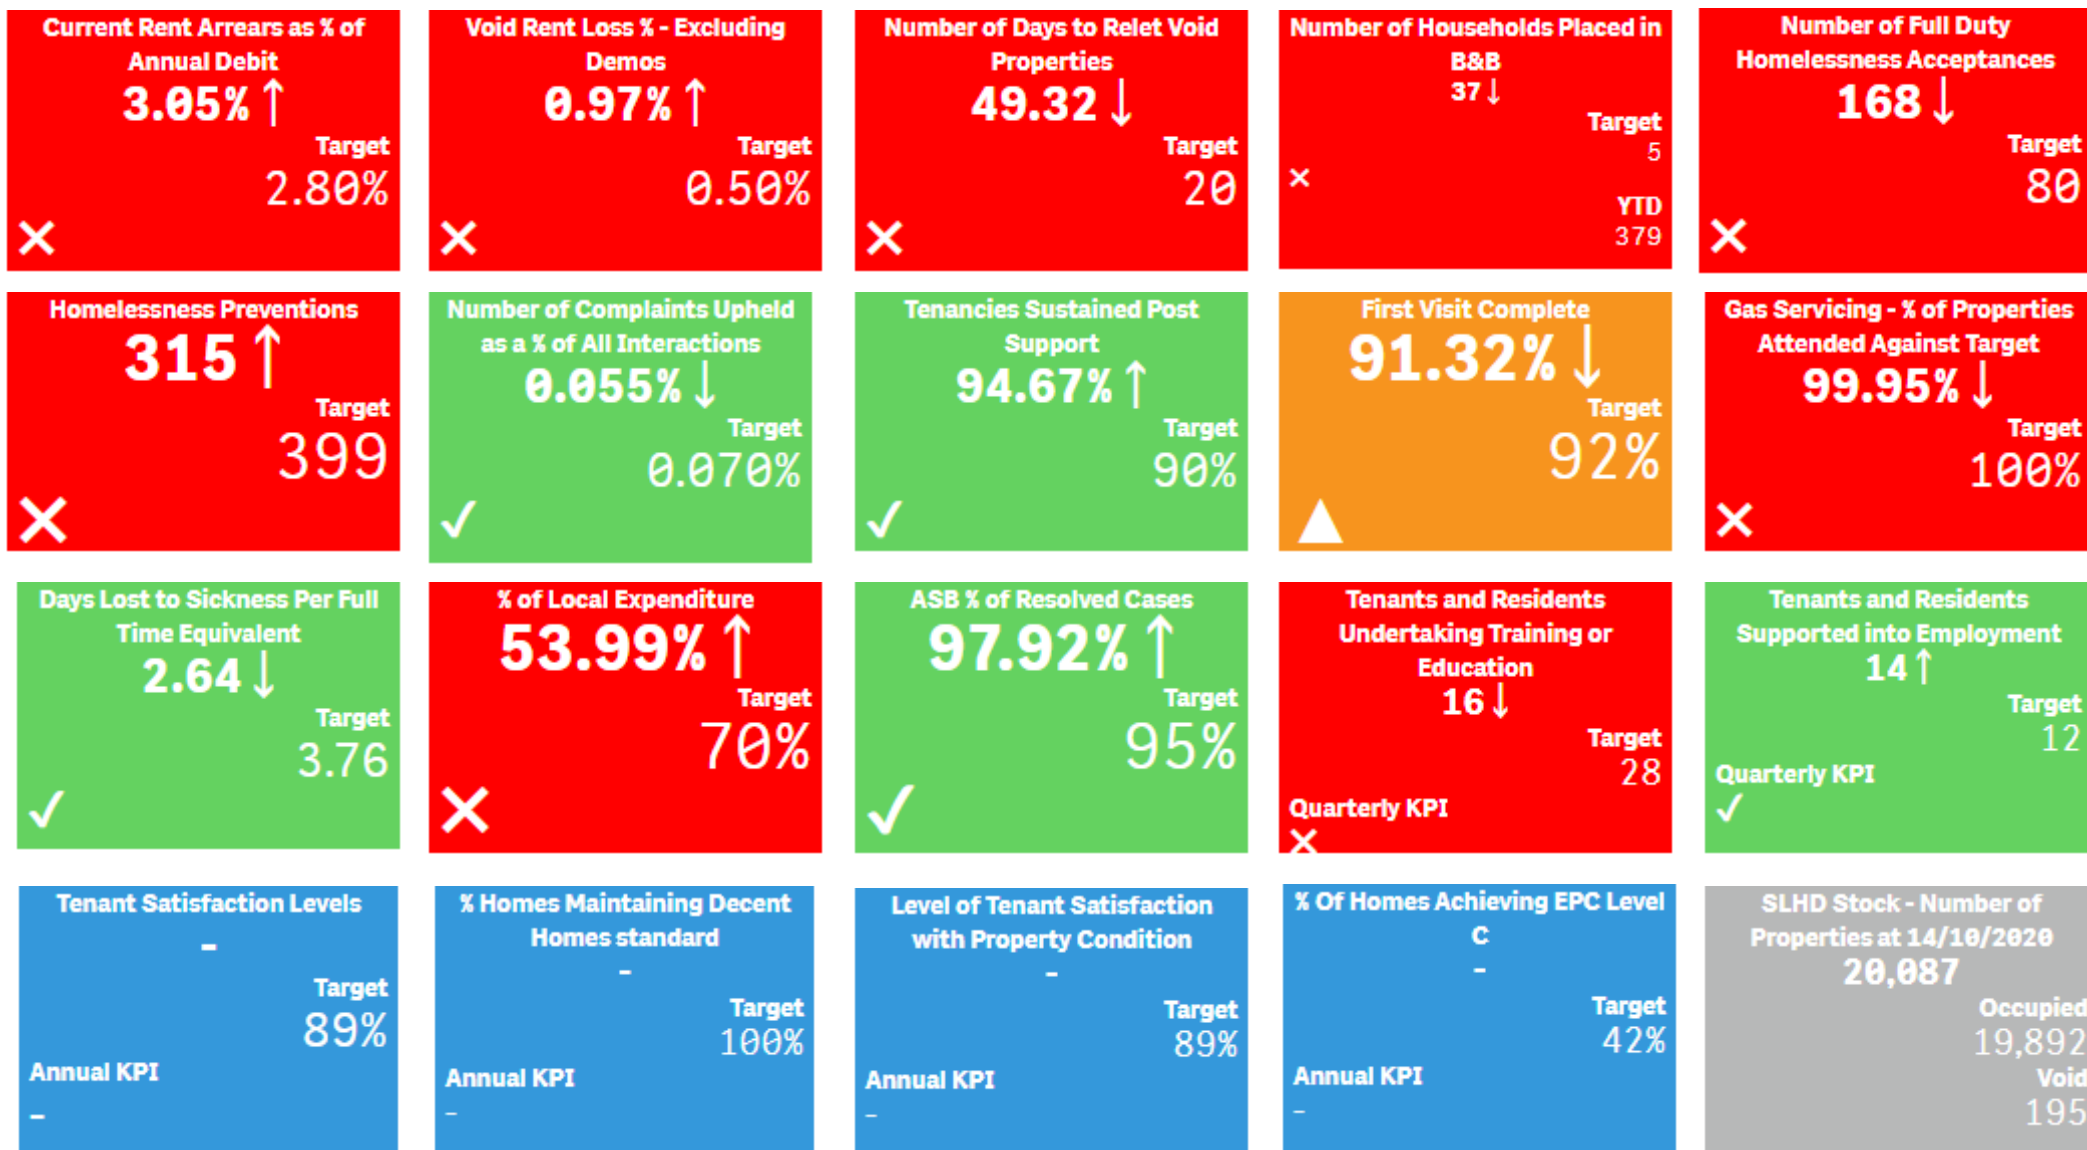 Current Rent Arrears as % of
Annual Debit
3.05% ↑
Target
2.80%
✕
Void Rent Loss % - Excluding
Demos
0.97% ↑
Target
0.50%
✕
Number of Days to Relet Void
Properties
49.32 ↓
Target
20
✕
Number of Households Placed in
B&B
37 ↓
Target
5
✕
YTD
379
Number of Full Duty
Homelessness Acceptances
168 ↓
Target
80
✕
Homelessness Preventions
315 ↑
Target
399
✕
Number of Complaints Upheld
as a % of All Interactions
0.055% ↓
Target
0.070%
✓
Tenancies Sustained Post
Support
94.67% ↑
Target
90%
✓
First Visit Complete
91.32% ↓
Target
92%
▲
Gas Servicing - % of Properties
Attended Against Target
99.95% ↓
Target
100%
✕
Days Lost to Sickness Per Full
Time Equivalent
2.64 ↓
Target
3.76
✓
% of Local Expenditure
53.99% ↑
Target
70%
✕
ASB % of Resolved Cases
97.92% ↑
Target
95%
✓
Tenants and Residents
Undertaking Training or
Education
16 ↓
Target
28
Quarterly KPI
✕
Tenants and Residents
Supported into Employment
14 ↑
Target
12
Quarterly KPI
✓
Tenant Satisfaction Levels
-
Target
89%
Annual KPI
-
% Homes Maintaining Decent
Homes standard
-
Target
100%
Annual KPI
-
Level of Tenant Satisfaction
with Property Condition
-
Target
89%
Annual KPI
-
% Of Homes Achieving EPC Level
C
-
Target
42%
Annual KPI
-
SLHD Stock - Number of
Properties at 14/10/2020
20,087
Occupied
19,892
Void
195